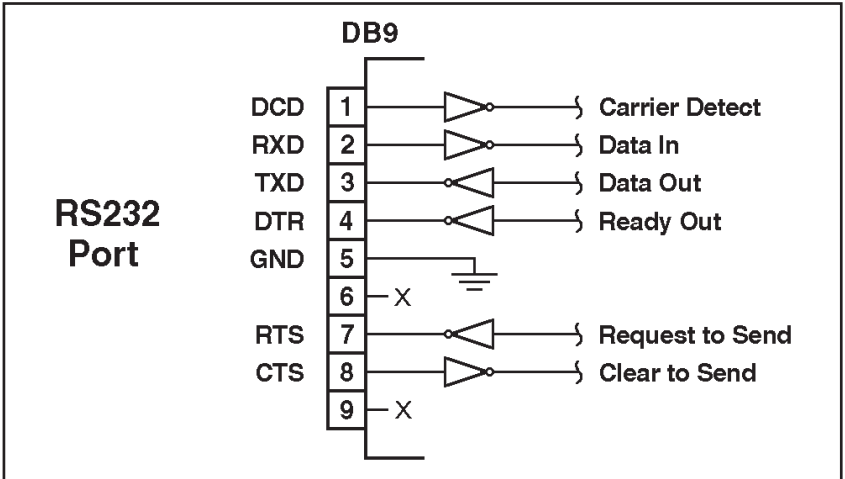 DB9
DCD 1 Carrier Detect
RXD 2 Data In
TXD 3 Data Out
DTR 4 Ready Out
GND 5
6 X
RTS 7 Request to Send
CTS 8 Clear to Send
9 X
RS232
Port